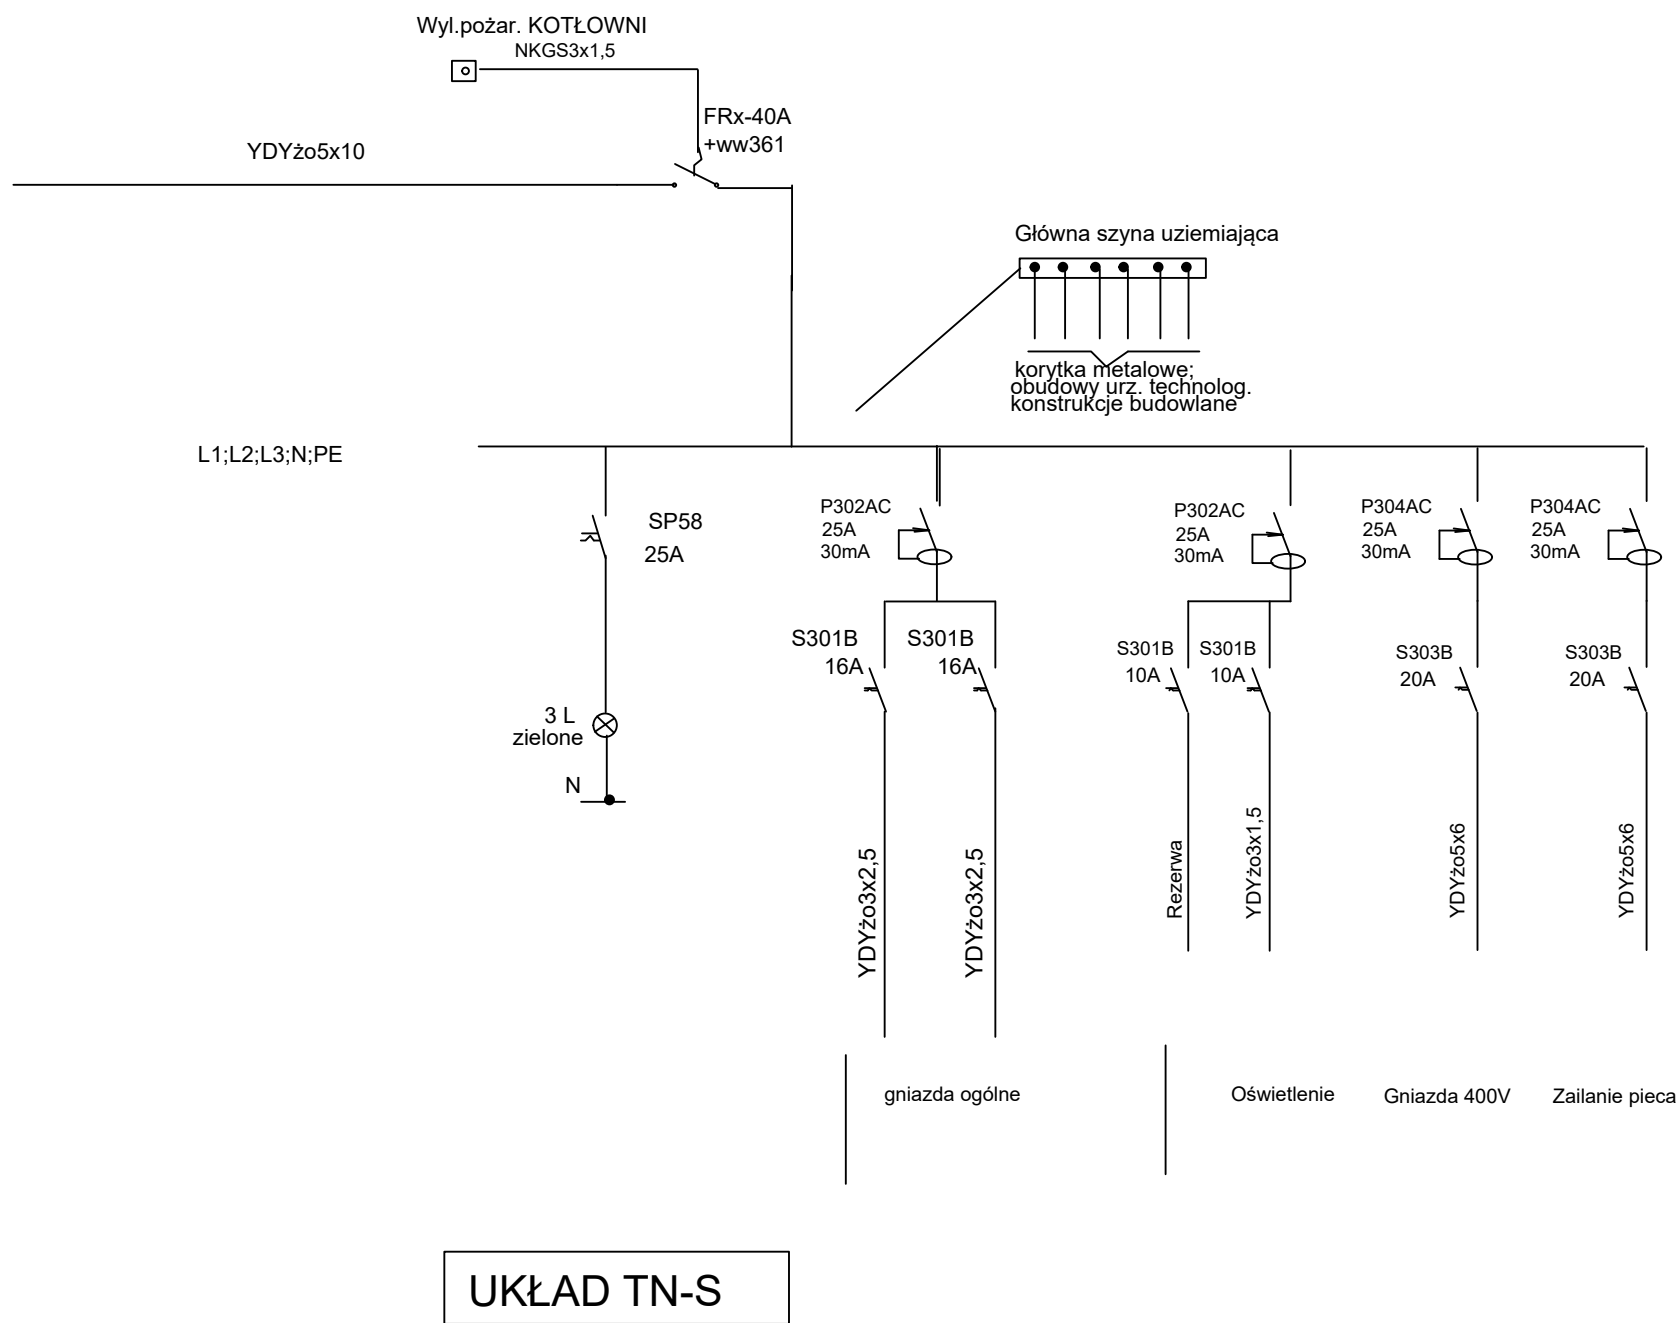 Wyl.pożar. KOTŁOWNI
NKGS3x1,5
FRx-40A
+ww361
YDYżo5x10
Główna szyna uziemiająca
korytka metalowe;
obudowy urz. technolog.
konstrukcje budowlane
L1;L2;L3;N;PE
SP58
25A
3 L
zielone
N
P302AC
25A
30mA
S301B
16A
S301B
16A
YDYżo3x2,5
YDYżo3x2,5
P302AC
25A
30mA
S301B
10A
S301B
10A
Rezerwa
YDYżo3x1,5
P304AC
25A
30mA
S303B
20A
YDYżo5x6
P304AC
25A
30mA
S303B
20A
YDYżo5x6
gniazda ogólne
Oświetlenie
Gniazda 400V
Zailanie pieca
UKŁAD TN-S